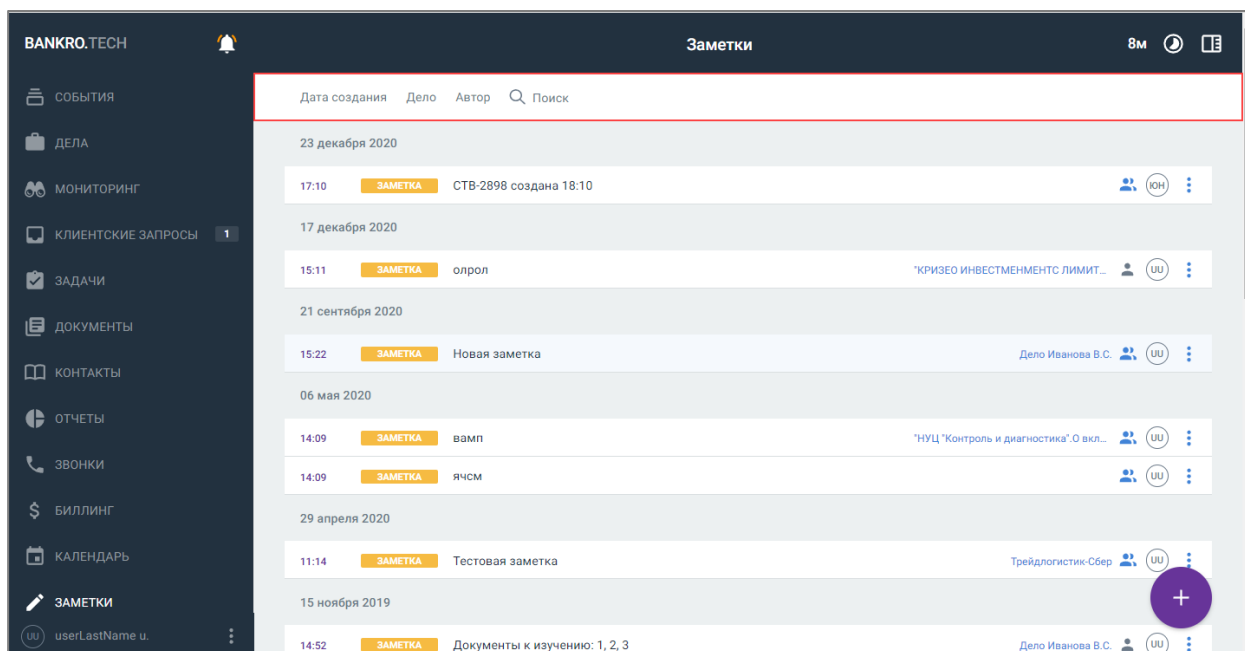 BANKRO.TECH
Заметки
8м
СОБЫТИЯ
ДЕЛА
МОНИТОРИНГ
КЛИЕНТСКИЕ ЗАПРОСЫ 1
ЗАДАЧИ
ДОКУМЕНТЫ
КОНТАКТЫ
ОТЧЕТЫ
ЗВОНКИ
$ БИЛЛИНГ
КАЛЕНДАРЬ
ЗАМЕТКИ
UU userLastName u.
Дата создания Дело Автор Поиск
23 декабря 2020
17:10 ЗАМЕТКА СТВ-2898 создана 18:10 ЮН
17 декабря 2020
15:11 ЗАМЕТКА олрол "КРИЗЕО ИНВЕСТМЕНМЕНТС ЛИМИТ... UU
21 сентября 2020
15:22 ЗАМЕТКА Новая заметка Дело Иванова В.С. UU
06 мая 2020
14:09 ЗАМЕТКА вамп "НУЦ "Контроль и диагностика".О вкл... UU
14:09 ЗАМЕТКА ячсм UU
29 апреля 2020
11:14 ЗАМЕТКА Тестовая заметка Трейдлогистик-Сбер UU
15 ноября 2019
14:52 ЗАМЕТКА Документы к изучению: 1, 2, 3 Дело Иванова В.С. UU